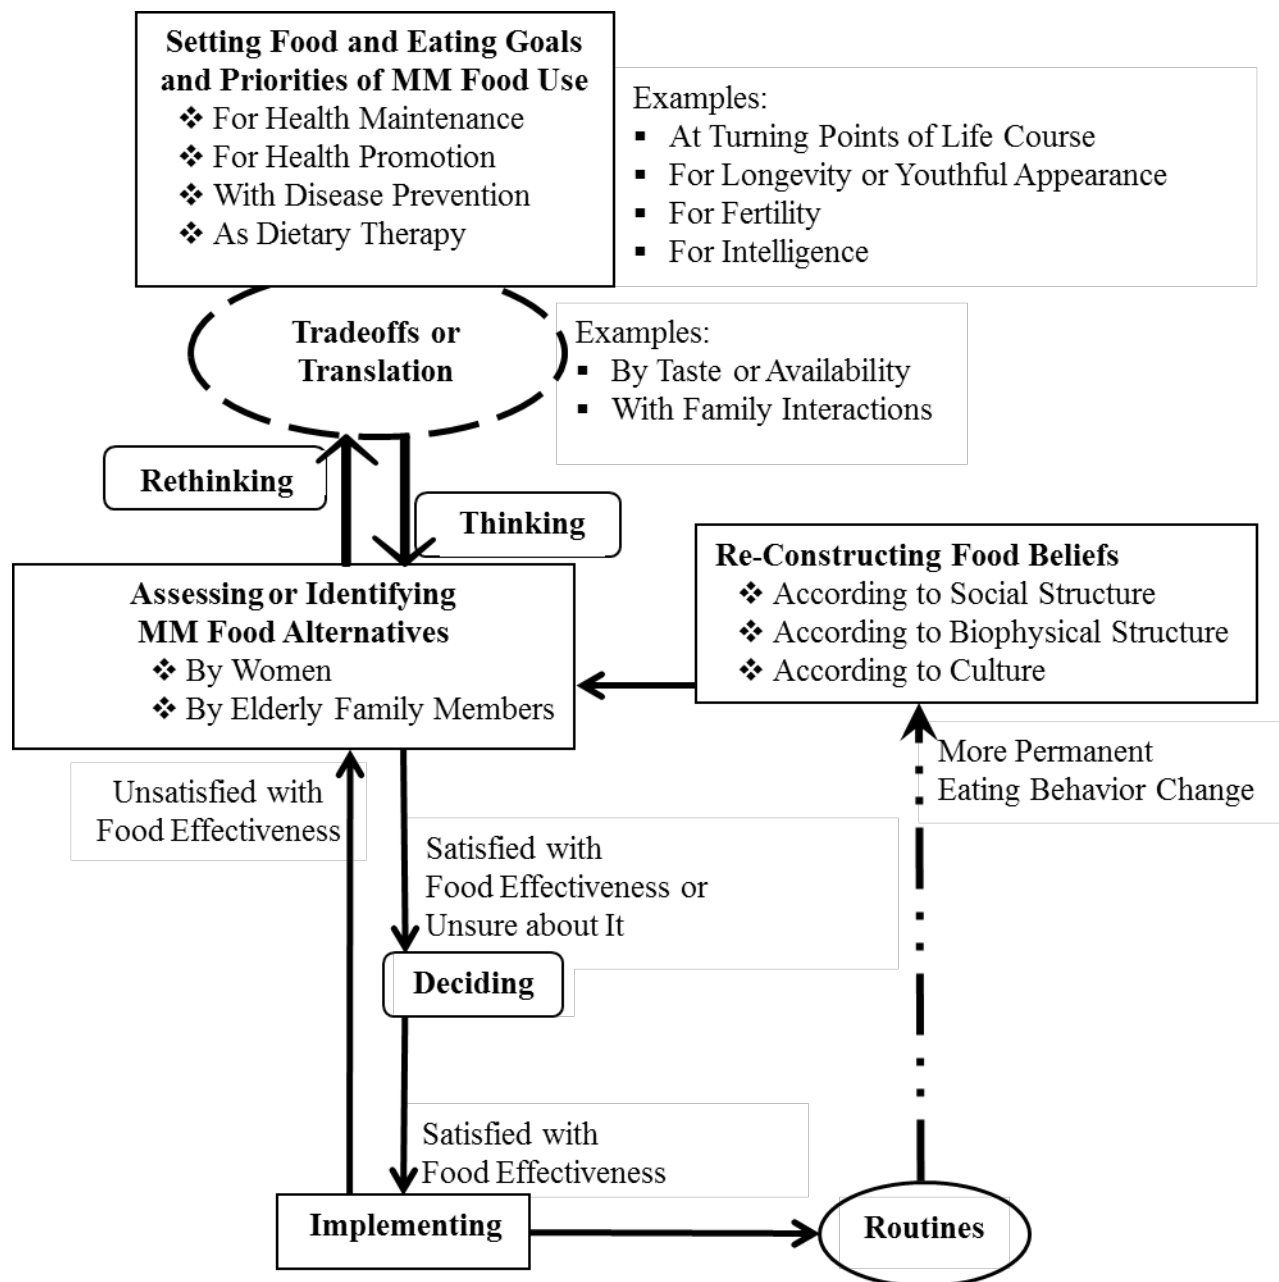 Setting Food and Eating Goals
and Priorities of MM Food Use
❖ For Health Maintenance
❖ For Health Promotion
❖ With Disease Prevention
❖ As Dietary Therapy
Examples:
▪ At Turning Points of Life Course
▪ For Longevity or Youthful Appearance
▪ For Fertility
▪ For Intelligence
Tradeoffs or
Translation
Examples:
▪ By Taste or Availability
▪ With Family Interactions
Rethinking
Thinking
Assessing or Identifying
MM Food Alternatives
❖ By Women
❖ By Elderly Family Members
Re-Constructing Food Beliefs
❖ According to Social Structure
❖ According to Biophysical Structure
❖ According to Culture
Unsatisfied with
Food Effectiveness
Satisfied with
Food Effectiveness or
Unsure about It
More Permanent
Eating Behavior Change
Deciding
Satisfied with
Food Effectiveness
Implementing
Routines